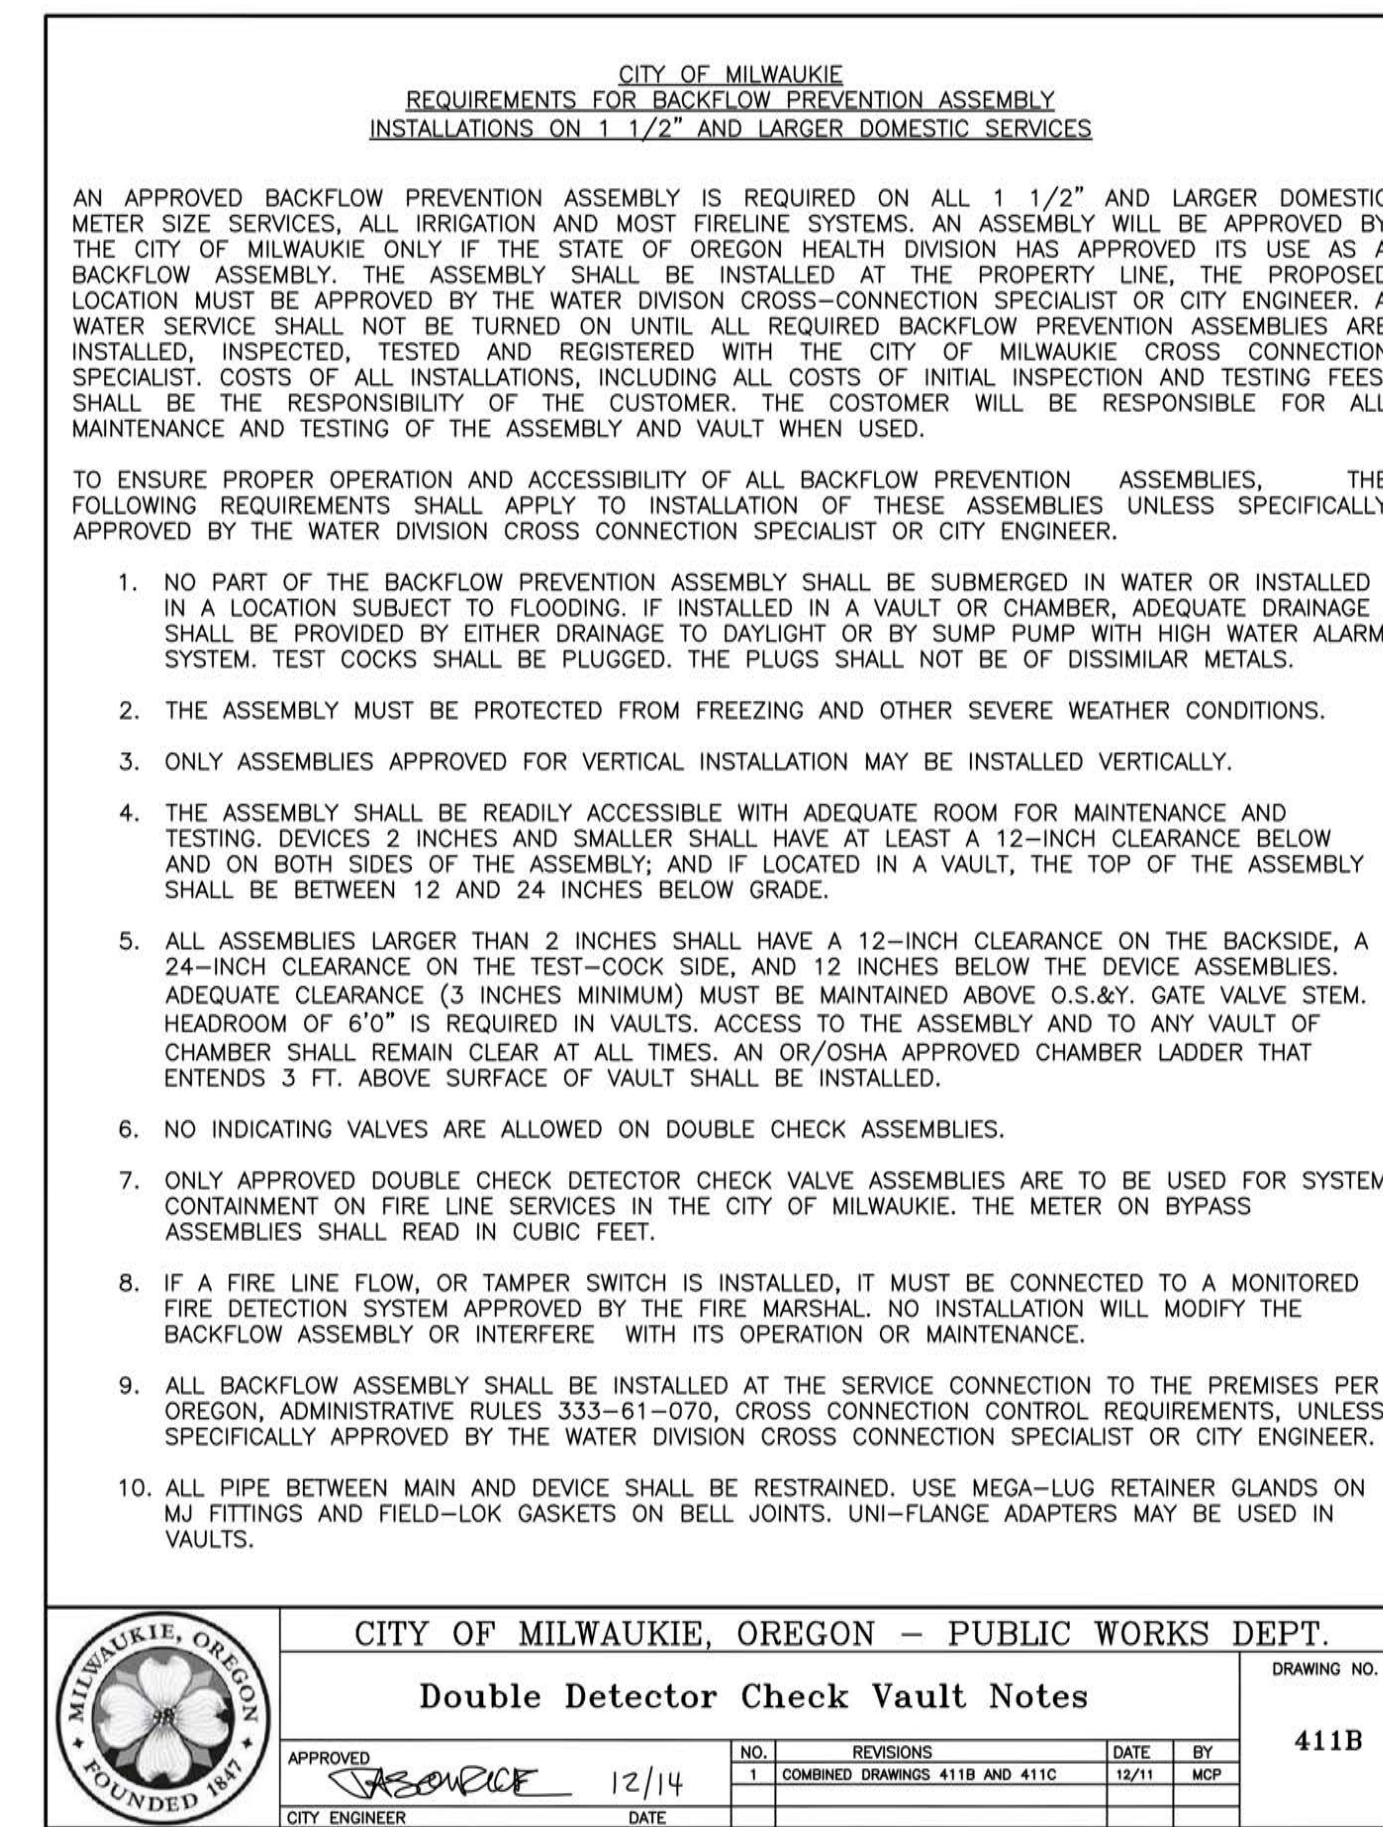 CITY OF MILWAUKIE
REQUIREMENTS FOR BACKFLOW PREVENTION ASSEMBLY
INSTALLATIONS ON 1 1/2" AND LARGER DOMESTIC SERVICES
AN APPROVED BACKFLOW PREVENTION ASSEMBLY IS REQUIRED ON ALL 1 1/2" AND LARGER DOMESTIC
METER SIZE SERVICES, ALL IRRIGATION AND MOST FIRELINE SYSTEMS. AN ASSEMBLY WILL BE APPROVED BY
THE CITY OF MILWAUKIE ONLY IF THE STATE OF OREGON HEALTH DIVISION HAS APPROVED ITS USE AS A
BACKFLOW ASSEMBLY. THE ASSEMBLY SHALL BE INSTALLED AT THE PROPERTY LINE, THE PROPOSED
LOCATION MUST BE APPROVED BY THE WATER DIVISON CROSS-CONNECTION SPECIALIST OR CITY ENGINEER. A
WATER SERVICE SHALL NOT BE TURNED ON UNTIL ALL REQUIRED BACKFLOW PREVENTION ASSEMBLIES ARE
INSTALLED, INSPECTED, TESTED AND REGISTERED WITH THE CITY OF MILWAUKIE CROSS CONNECTION
SPECIALIST. COSTS OF ALL INSTALLATIONS, INCLUDING ALL COSTS OF INITIAL INSPECTION AND TESTING FEES
SHALL BE THE RESPONSIBILITY OF THE CUSTOMER. THE COSTOMER WILL BE RESPONSIBLE FOR ALL
MAINTENANCE AND TESTING OF THE ASSEMBLY AND VAULT WHEN USED.
TO ENSURE PROPER OPERATION AND ACCESSIBILITY OF ALL BACKFLOW PREVENTION ASSEMBLIES, THE
FOLLOWING REQUIREMENTS SHALL APPLY TO INSTALLATION OF THESE ASSEMBLIES UNLESS SPECIFICALLY
APPROVED BY THE WATER DIVISION CROSS CONNECTION SPECIALIST OR CITY ENGINEER.
1. NO PART OF THE BACKFLOW PREVENTION ASSEMBLY SHALL BE SUBMERGED IN WATER OR INSTALLED
IN A LOCATION SUBJECT TO FLOODING. IF INSTALLED IN A VAULT OR CHAMBER, ADEQUATE DRAINAGE
SHALL BE PROVIDED BY EITHER DRAINAGE TO DAYLIGHT OR BY SUMP PUMP WITH HIGH WATER ALARM
SYSTEM. TEST COCKS SHALL BE PLUGGED. THE PLUGS SHALL NOT BE OF DISSIMILAR METALS.
2. THE ASSEMBLY MUST BE PROTECTED FROM FREEZING AND OTHER SEVERE WEATHER CONDITIONS.
3. ONLY ASSEMBLIES APPROVED FOR VERTICAL INSTALLATION MAY BE INSTALLED VERTICALLY.
4. THE ASSEMBLY SHALL BE READILY ACCESSIBLE WITH ADEQUATE ROOM FOR MAINTENANCE AND
TESTING. DEVICES 2 INCHES AND SMALLER SHALL HAVE AT LEAST A 12-INCH CLEARANCE BELOW
AND ON BOTH SIDES OF THE ASSEMBLY; AND IF LOCATED IN A VAULT, THE TOP OF THE ASSEMBLY
SHALL BE BETWEEN 12 AND 24 INCHES BELOW GRADE.
5. ALL ASSEMBLIES LARGER THAN 2 INCHES SHALL HAVE A 12-INCH CLEARANCE ON THE BACKSIDE, A
24-INCH CLEARANCE ON THE TEST-COCK SIDE, AND 12 INCHES BELOW THE DEVICE ASSEMBLIES.
ADEQUATE CLEARANCE (3 INCHES MINIMUM) MUST BE MAINTAINED ABOVE O.S.&Y. GATE VALVE STEM.
HEADROOM OF 6'0" IS REQUIRED IN VAULTS. ACCESS TO THE ASSEMBLY AND TO ANY VAULT OF
CHAMBER SHALL REMAIN CLEAR AT ALL TIMES. AN OR/OSHA APPROVED CHAMBER LADDER THAT
ENTENDS 3 FT. ABOVE SURFACE OF VAULT SHALL BE INSTALLED.
6. NO INDICATING VALVES ARE ALLOWED ON DOUBLE CHECK ASSEMBLIES.
7. ONLY APPROVED DOUBLE CHECK DETECTOR CHECK VALVE ASSEMBLIES ARE TO BE USED FOR SYSTEM
CONTAINMENT ON FIRE LINE SERVICES IN THE CITY OF MILWAUKIE. THE METER ON BYPASS
ASSEMBLIES SHALL READ IN CUBIC FEET.
8. IF A FIRE LINE FLOW, OR TAMPER SWITCH IS INSTALLED, IT MUST BE CONNECTED TO A MONITORED
FIRE DETECTION SYSTEM APPROVED BY THE FIRE MARSHAL. NO INSTALLATION WILL MODIFY THE
BACKFLOW ASSEMBLY OR INTERFERE WITH ITS OPERATION OR MAINTENANCE.
9. ALL BACKFLOW ASSEMBLY SHALL BE INSTALLED AT THE SERVICE CONNECTION TO THE PREMISES PER
OREGON, ADMINISTRATIVE RULES 333-61-070, CROSS CONNECTION CONTROL REQUIREMENTS, UNLESS
SPECIFICALLY APPROVED BY THE WATER DIVISION CROSS CONNECTION SPECIALIST OR CITY ENGINEER.
10. ALL PIPE BETWEEN MAIN AND DEVICE SHALL BE RESTRAINED. USE MEGA-LUG RETAINER GLANDS ON
MJ FITTINGS AND FIELD-LOK GASKETS ON BELL JOINTS. UNI-FLANGE ADAPTERS MAY BE USED IN
VAULTS.
MILWAUKIE, OREGON
FOUNDED 1847
CITY OF MILWAUKIE, OREGON - PUBLIC WORKS DEPT.
Double Detector Check Vault Notes
DRAWING NO.
411B
APPROVED
12/14
CITY ENGINEER DATE
NO. REVISIONS DATE BY
1 COMBINED DRAWINGS 411B AND 411C 12/11 MCP